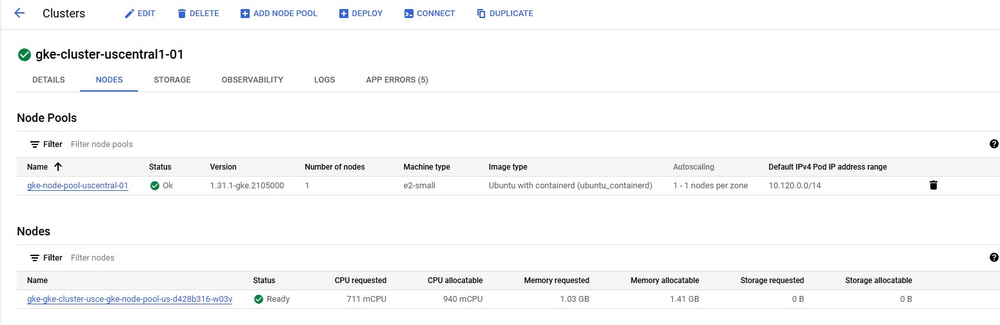 Clusters EDIT DELETE ADD NODE POOL DEPLOY CONNECT DUPLICATE
gke-cluster-uscentral1-01
DETAILS NODES STORAGE OBSERVABILITY LOGS APP ERRORS (5)
Node Pools
Filter Filter node pools
Name Status Version Number of nodes Machine type Image type Autoscaling Default IPv4 Pod IP address range
gke-node-pool-uscentral-01 Ok 1.31.1-gke.2105000 1 e2-small Ubuntu with containerd (ubuntu_containerd) 1 - 1 nodes per zone 10.120.0.0/14
Nodes
Filter Filter nodes
Name Status CPU requested CPU allocatable Memory requested Memory allocatable Storage requested Storage allocatable
gke-gke-cluster-usce-gke-node-pool-us-d428b316-w03v Ready 711 mCPU 940 mCPU 1.03 GB 1.41 GB 0 B 0 B